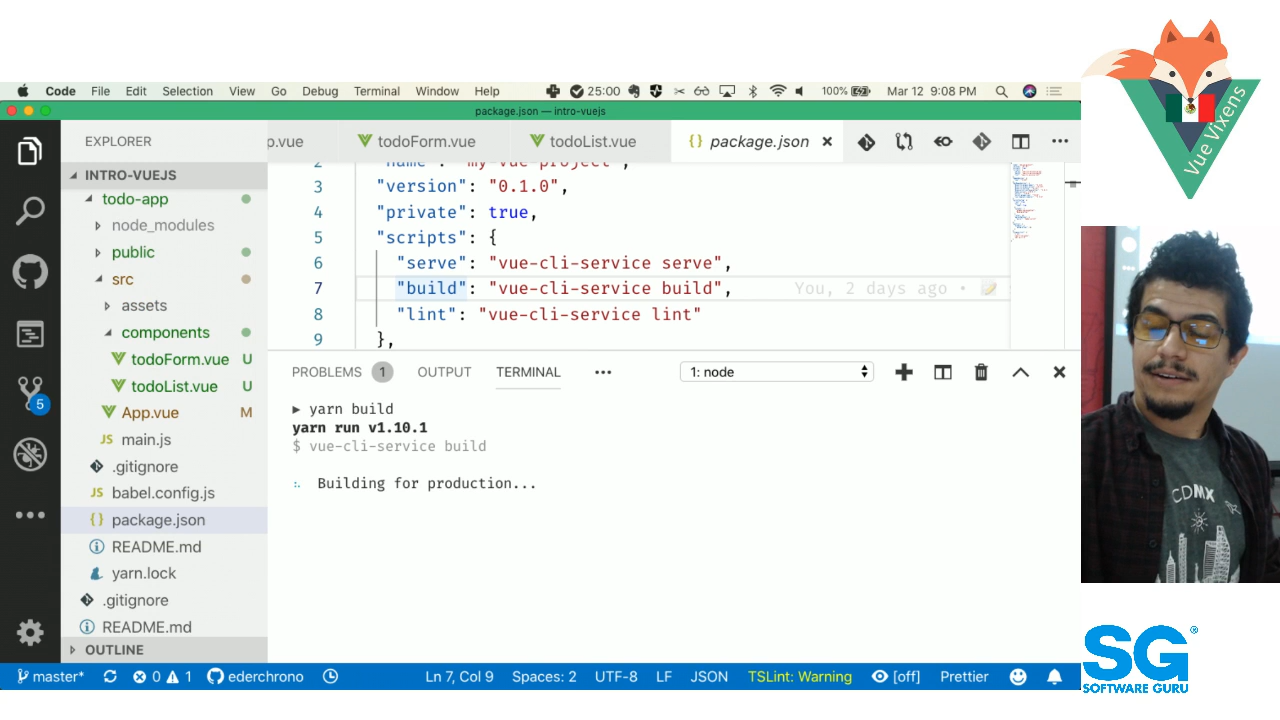 Code File Edit Selection View Go Debug Terminal Window Help 25:00 100% Mar 12 9:08 PM
package.json — intro-vuejs
EXPLORER
p.vue todoForm.vue todoList.vue package.json
INTRO-VUEJS
todo-app
node_modules
public
src
assets
components
todoForm.vue U
todoList.vue U
App.vue M
main.js
.gitignore
babel.config.js
package.json
README.md
yarn.lock
.gitignore
README.md
OUTLINE
5
2 "name": "my-vue-project",
3 "version": "0.1.0",
4 "private": true,
5 "scripts": {
6 "serve": "vue-cli-service serve",
7 "build": "vue-cli-service build", You, 2 days ago •
8 "lint": "vue-cli-service lint"
9 },
PROBLEMS 1 OUTPUT TERMINAL 1: node
yarn build
yarn run v1.10.1
$ vue-cli-service build
Building for production...
master* 0 1 ederchrono Ln 7, Col 9 Spaces: 2 UTF-8 LF JSON TSLint: Warning [off] Prettier
Vue Vixens
CDMX
SG®
SOFTWARE GURU